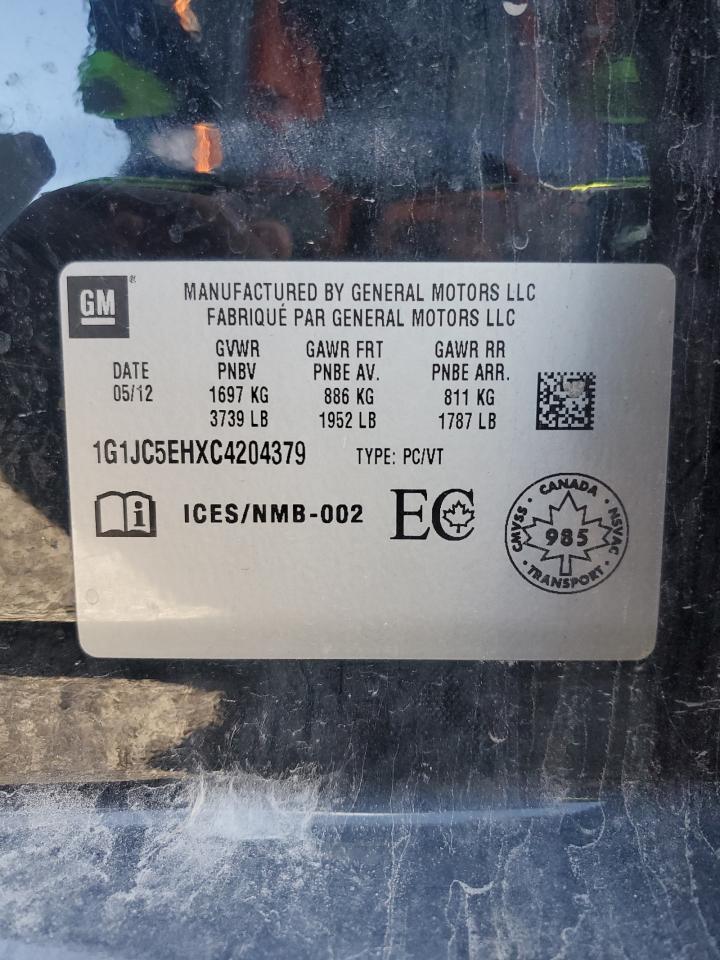 GM®
MANUFACTURED BY GENERAL MOTORS LLC
FABRIQUÉ PAR GENERAL MOTORS LLC
GVWR GAWR FRT GAWR RR
DATE PNBV PNBE AV. PNBE ARR.
05/12 1697 KG 886 KG 811 KG
3739 LB 1952 LB 1787 LB
1G1JC5EHXC4204379 TYPE: PC/VT
i ICES/NMB-002 EC
CANADA
CMVSS 985 NSVAC
TRANSPORT